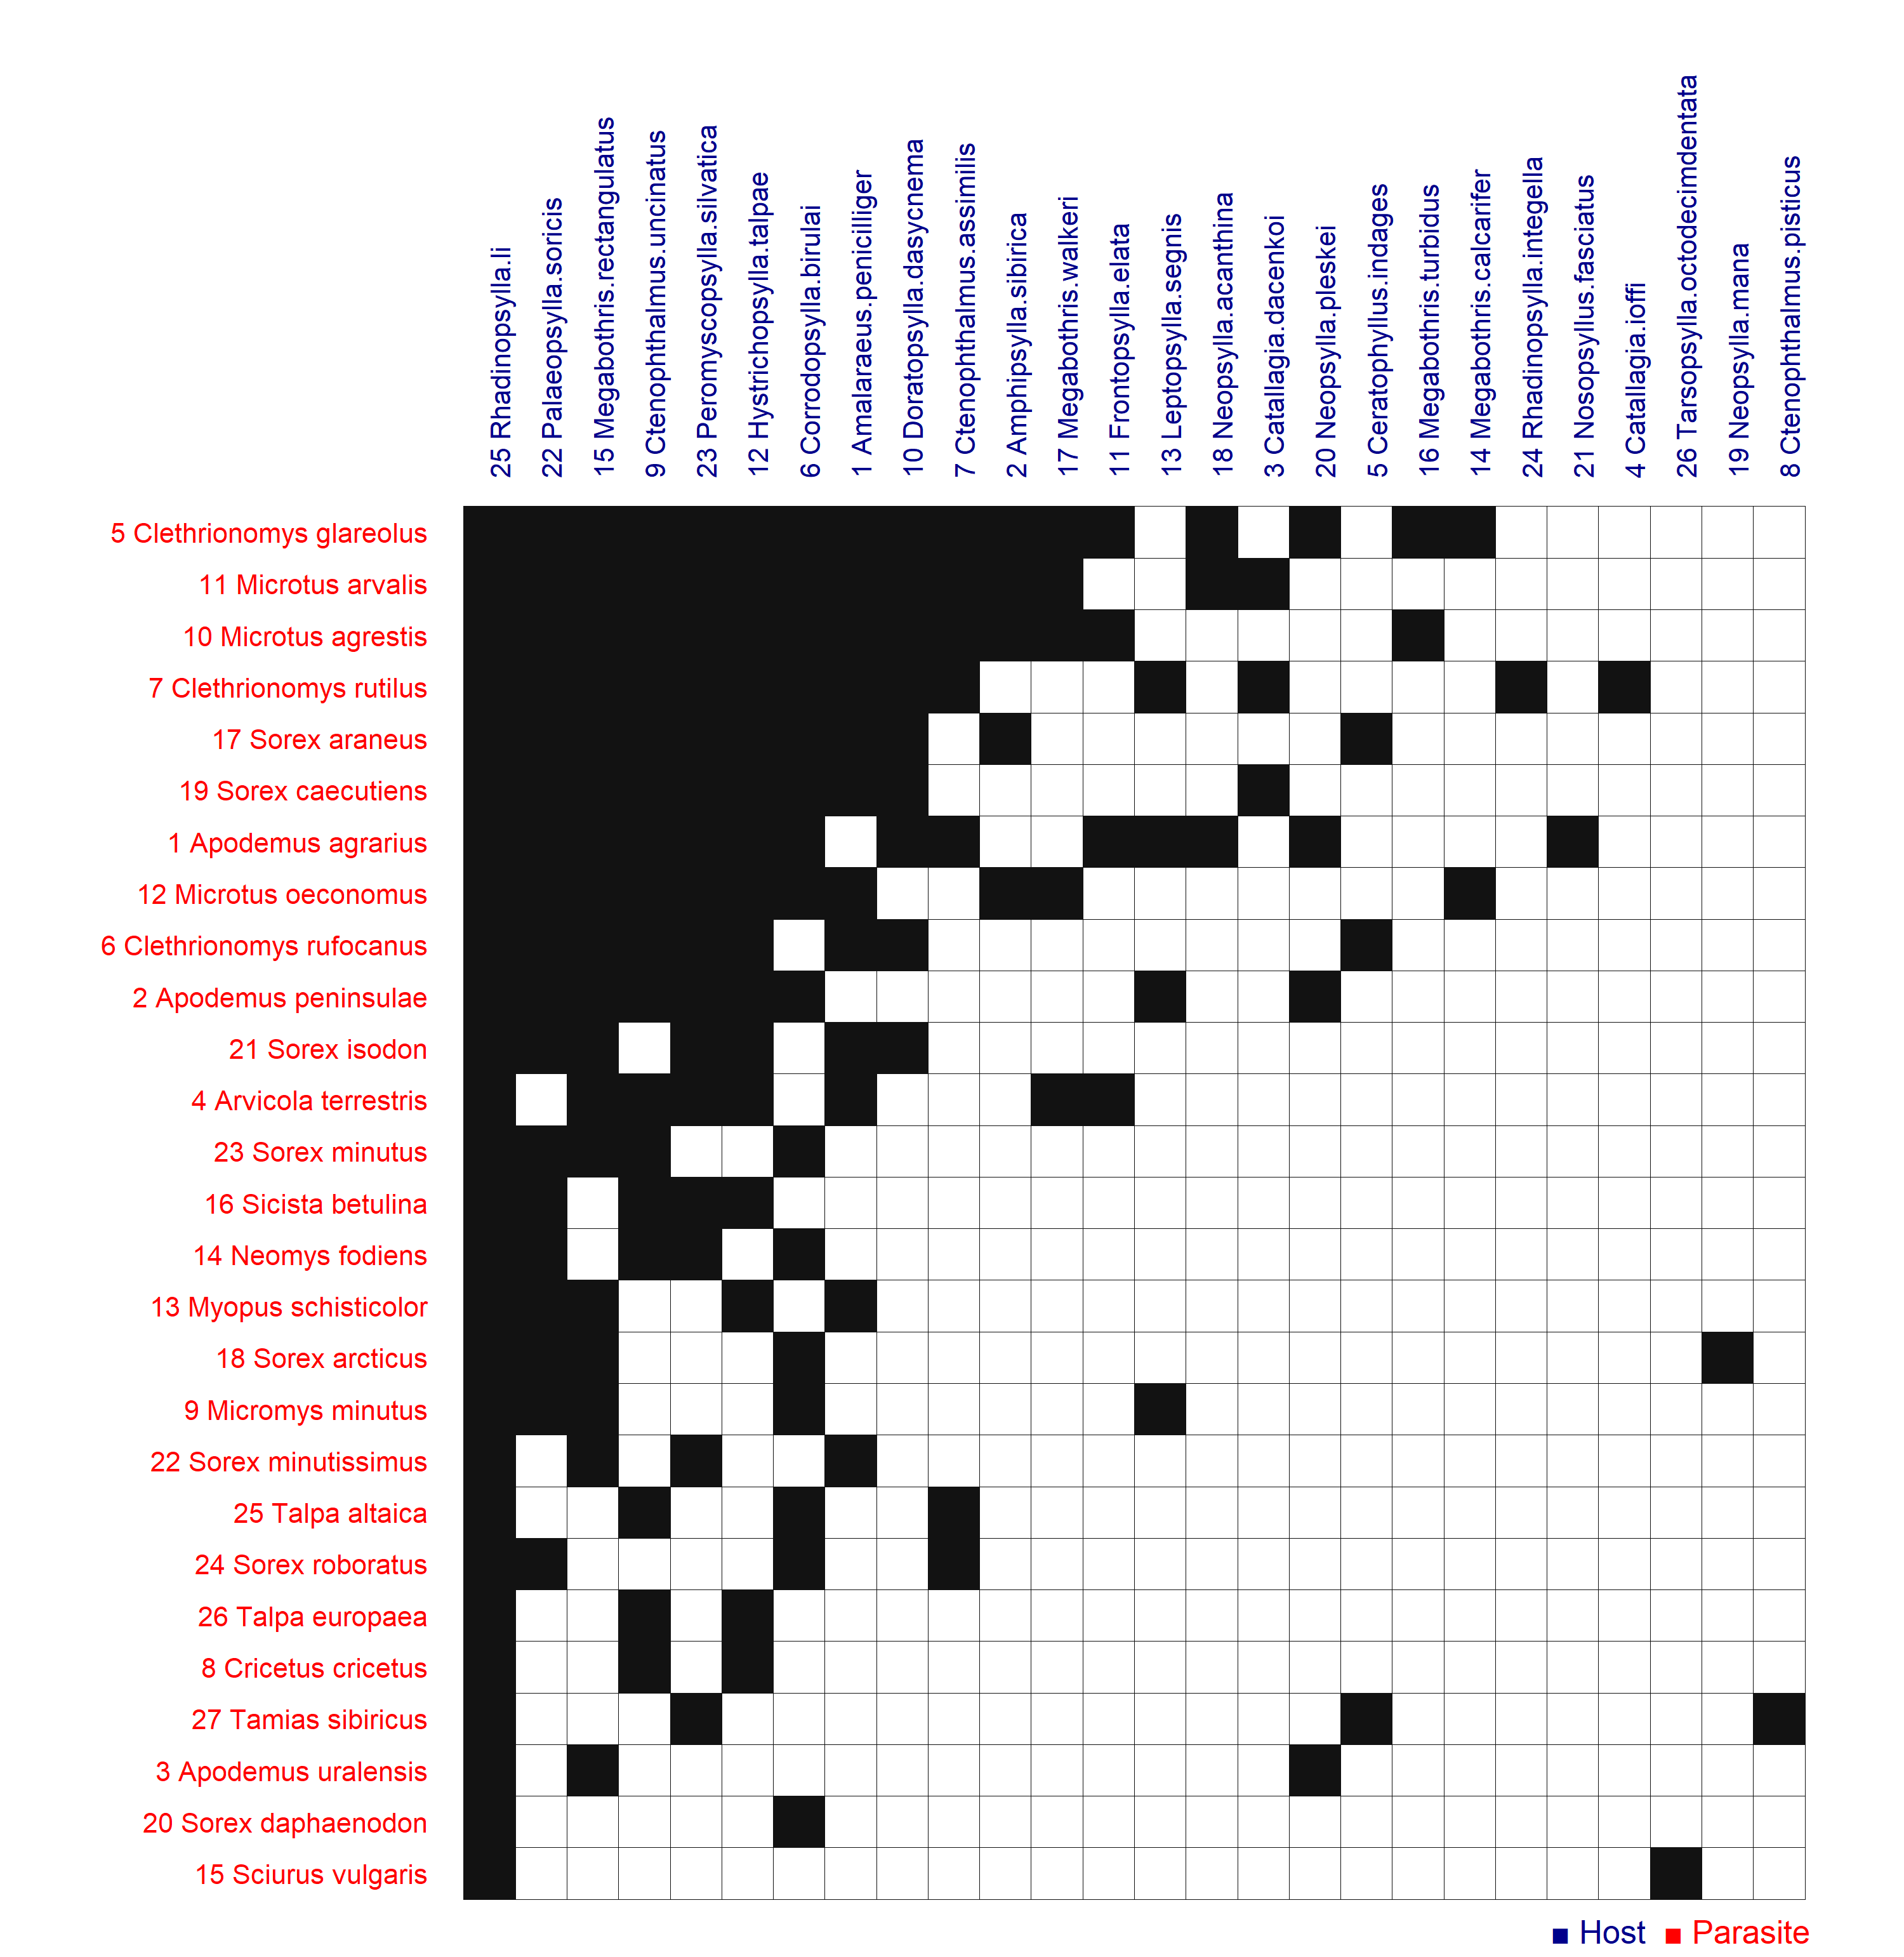 25 Rhadinopsylla.li
22 Palaeopsylla.soricis
15 Megabothris.rectangulatus
9 Ctenophthalmus.uncinatus
23 Peromyscopsylla.silvatica
12 Hystrichopsylla.talpae
6 Corrodopsylla.birulai
1 Amalaraeus.penicilliger
10 Doratopsylla.dasycnema
7 Ctenophthalmus.assimilis
2 Amphipsylla.sibirica
17 Megabothris.walkeri
11 Frontopsylla.elata
13 Leptopsylla.segnis
18 Neopsylla.acanthina
3 Catallagia.dacenkoi
20 Neopsylla.pleskei
5 Ceratophyllus.indages
16 Megabothris.turbidus
14 Megabothris.calcarifer
24 Rhadinopsylla.integella
21 Nosopsyllus.fasciatus
4 Catallagia.ioffi
26 Tarsopsylla.octodecimdentata
19 Neopsylla.mana
8 Ctenophthalmus.pisticus
5 Clethrionomys glareolus
11 Microtus arvalis
10 Microtus agrestis
7 Clethrionomys rutilus
17 Sorex araneus
19 Sorex caecutiens
1 Apodemus agrarius
12 Microtus oeconomus
6 Clethrionomys rufocanus
2 Apodemus peninsulae
21 Sorex isodon
4 Arvicola terrestris
23 Sorex minutus
16 Sicista betulina
14 Neomys fodiens
13 Myopus schisticolor
18 Sorex arcticus
9 Micromys minutus
22 Sorex minutissimus
25 Talpa altaica
24 Sorex roboratus
26 Talpa europaea
8 Cricetus cricetus
27 Tamias sibiricus
3 Apodemus uralensis
20 Sorex daphaenodon
15 Sciurus vulgaris
Host Parasite